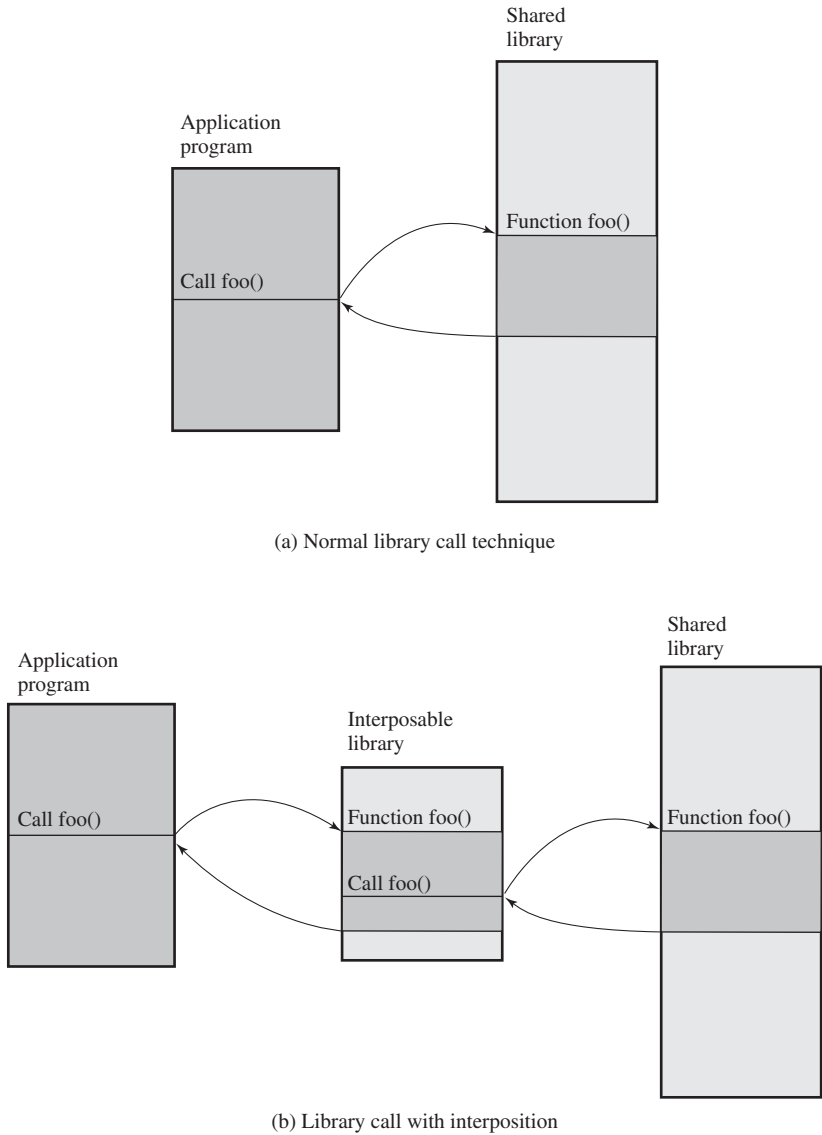 Shared
library
Application
program
Function foo()
Call foo()
(a) Normal library call technique
Shared
library
Application
program
Interposable
library
Call foo()
Function foo()
Function foo()
Call foo()
(b) Library call with interposition